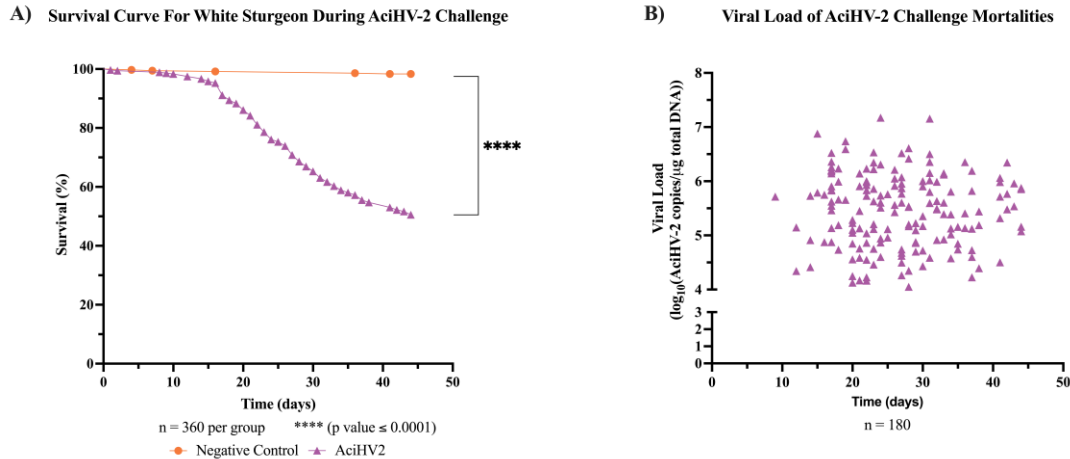 A) Survival Curve For White Sturgeon During AciHV-2 Challenge
100
80
60
40
20
0
Survival (%)
****
0 10 20 30 40 50
Time (days)
n = 360 per group **** (p value ≤ 0.0001)
Negative Control AciHV2
B) Viral Load of AciHV-2 Challenge Mortalities
8
7
6
5
4
3
2
1
0
Viral Load
(log10(AciHV-2 copies/µg total DNA))
0 10 20 30 40 50
Time (days)
n = 180